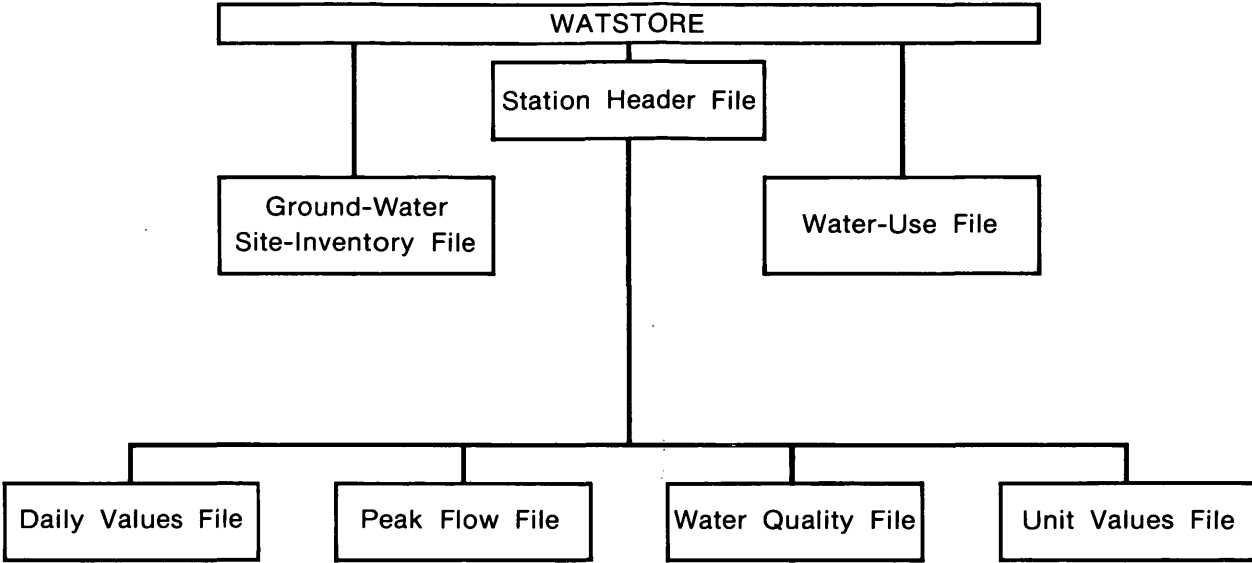 WATSTORE
Station Header File
Ground-Water
Site-Inventory File
Water-Use File
Daily Values File
Peak Flow File
Water Quality File
Unit Values File